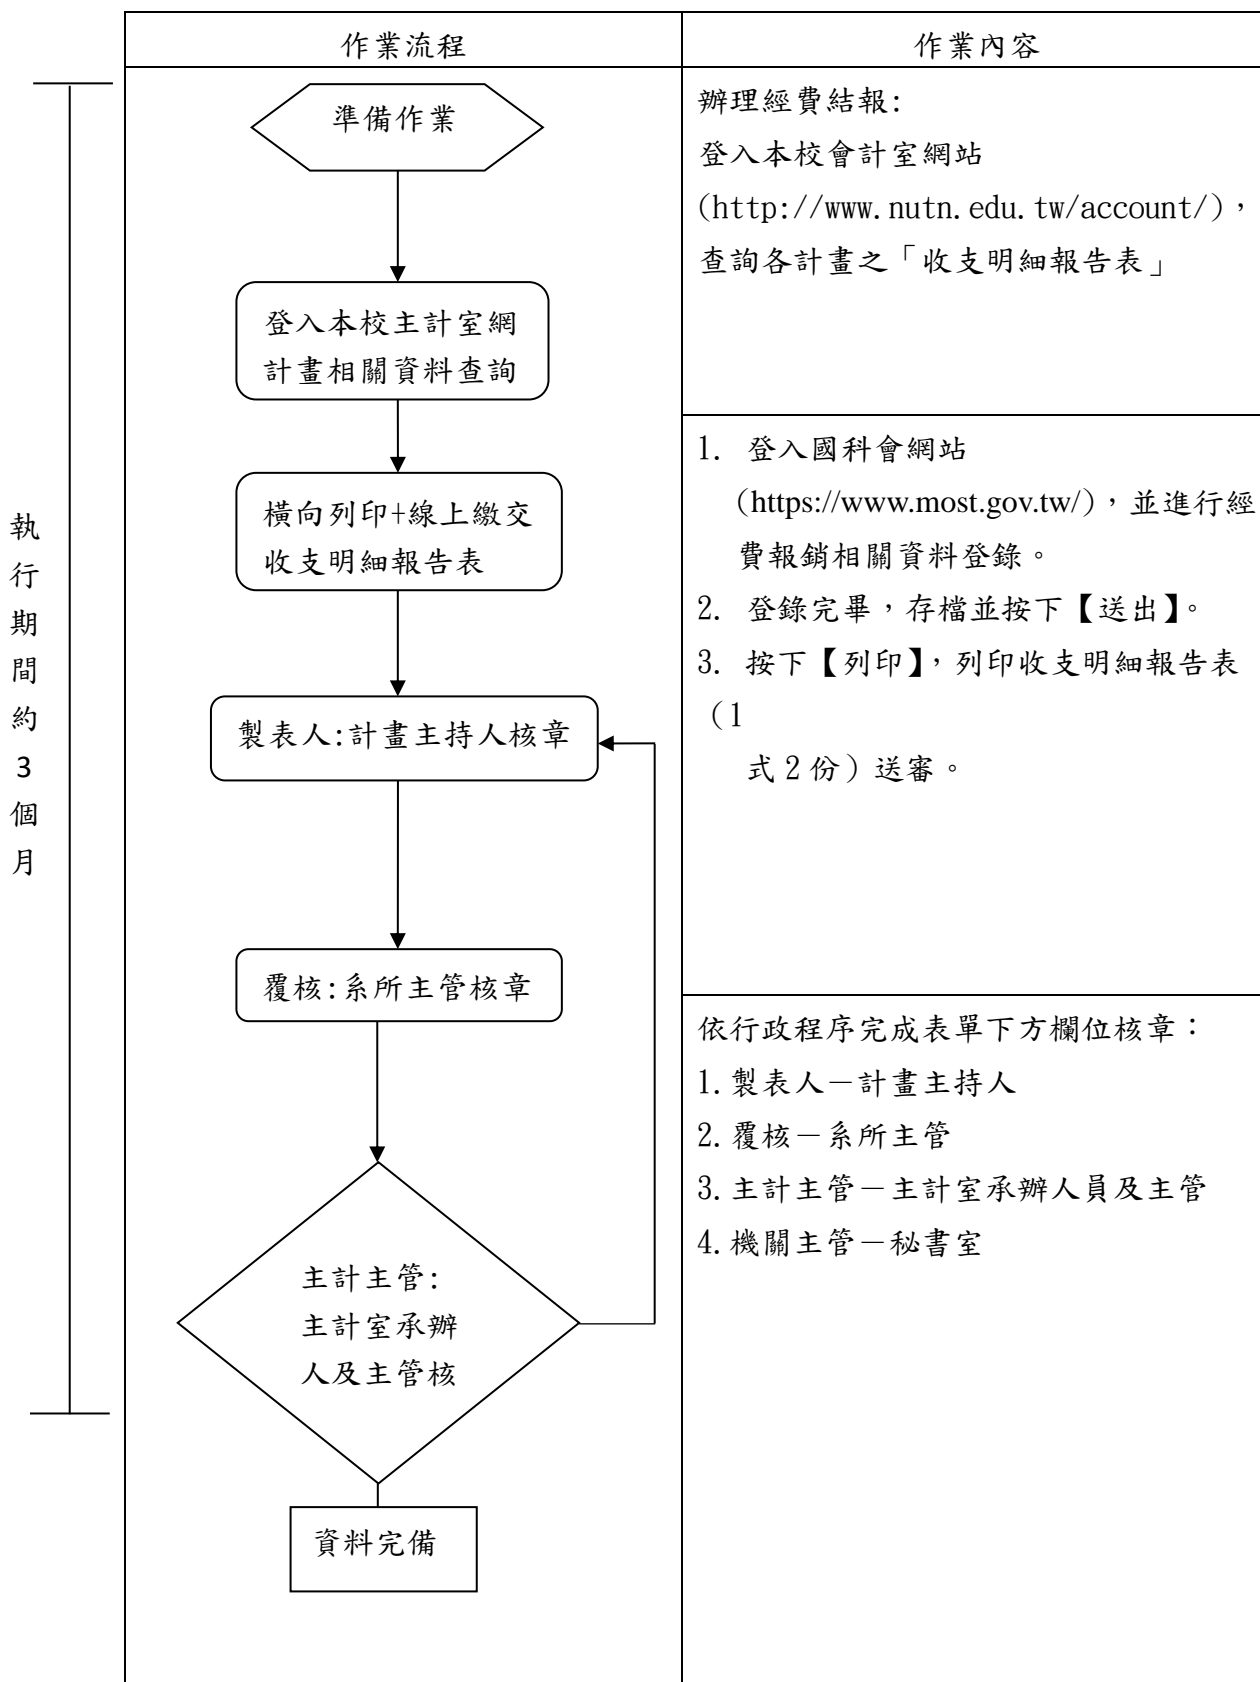 作業流程
作業內容
執
行
期
間
約
3
個
月
準備作業
登入本校主計室網
計畫相關資料查詢
橫向列印+線上繳交
收支明細報告表
製表人:計畫主持人核章
覆核:系所主管核章
主計主管:
主計室承辦
人及主管核
資料完備
辦理經費結報:
登入本校會計室網站
(http://www.nutn.edu.tw/account/)，
查詢各計畫之「收支明細報告表」
1. 登入國科會網站
(https://www.most.gov.tw/)，並進行經
費報銷相關資料登錄。
2. 登錄完畢，存檔並按下【送出】。
3. 按下【列印】，列印收支明細報告表
（1
式 2 份）送審。
依行政程序完成表單下方欄位核章：
1.製表人－計畫主持人
2.覆核－系所主管
3.主計主管－主計室承辦人員及主管
4.機關主管－秘書室